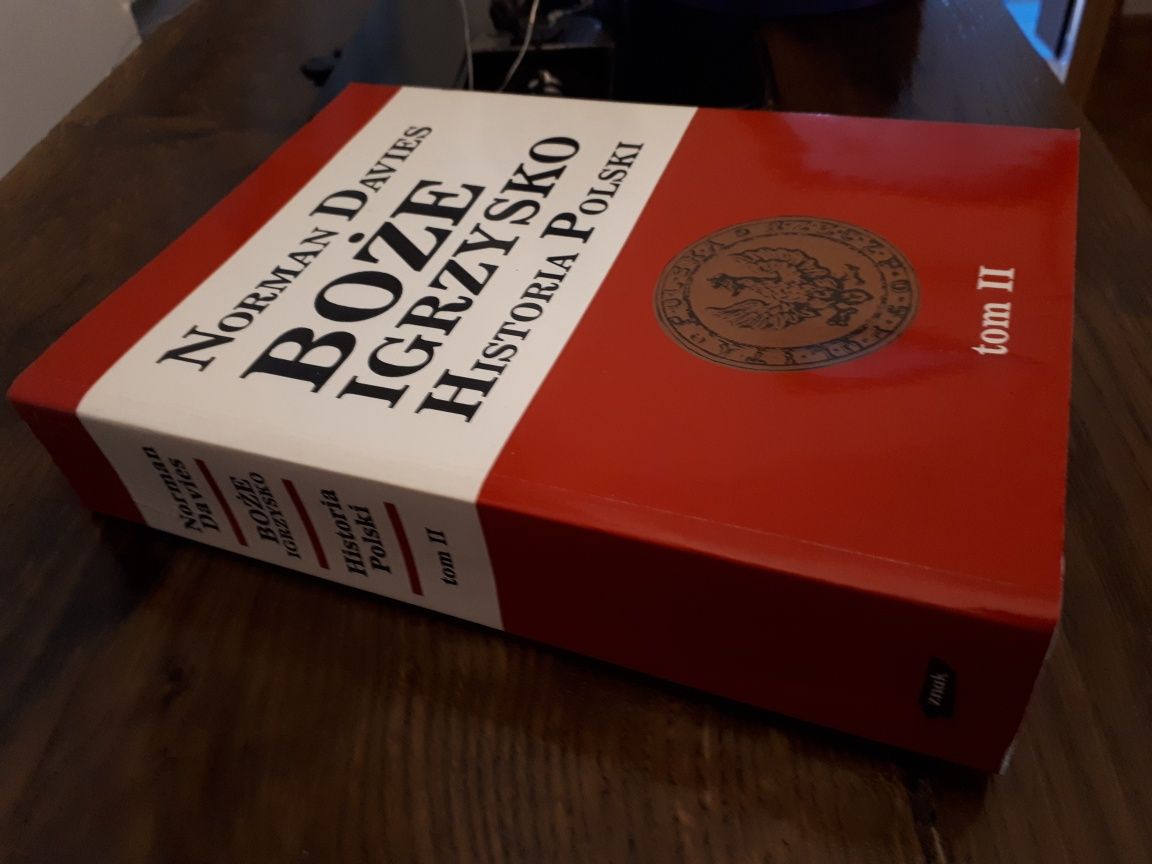 NORMAN DAVIES
BOŻE
IGRZYSKO
HISTORIA POLSKI
tom II
Norman
Davies
BOŻE
IGRZYSKO
Historia
Polski
tom II
znak